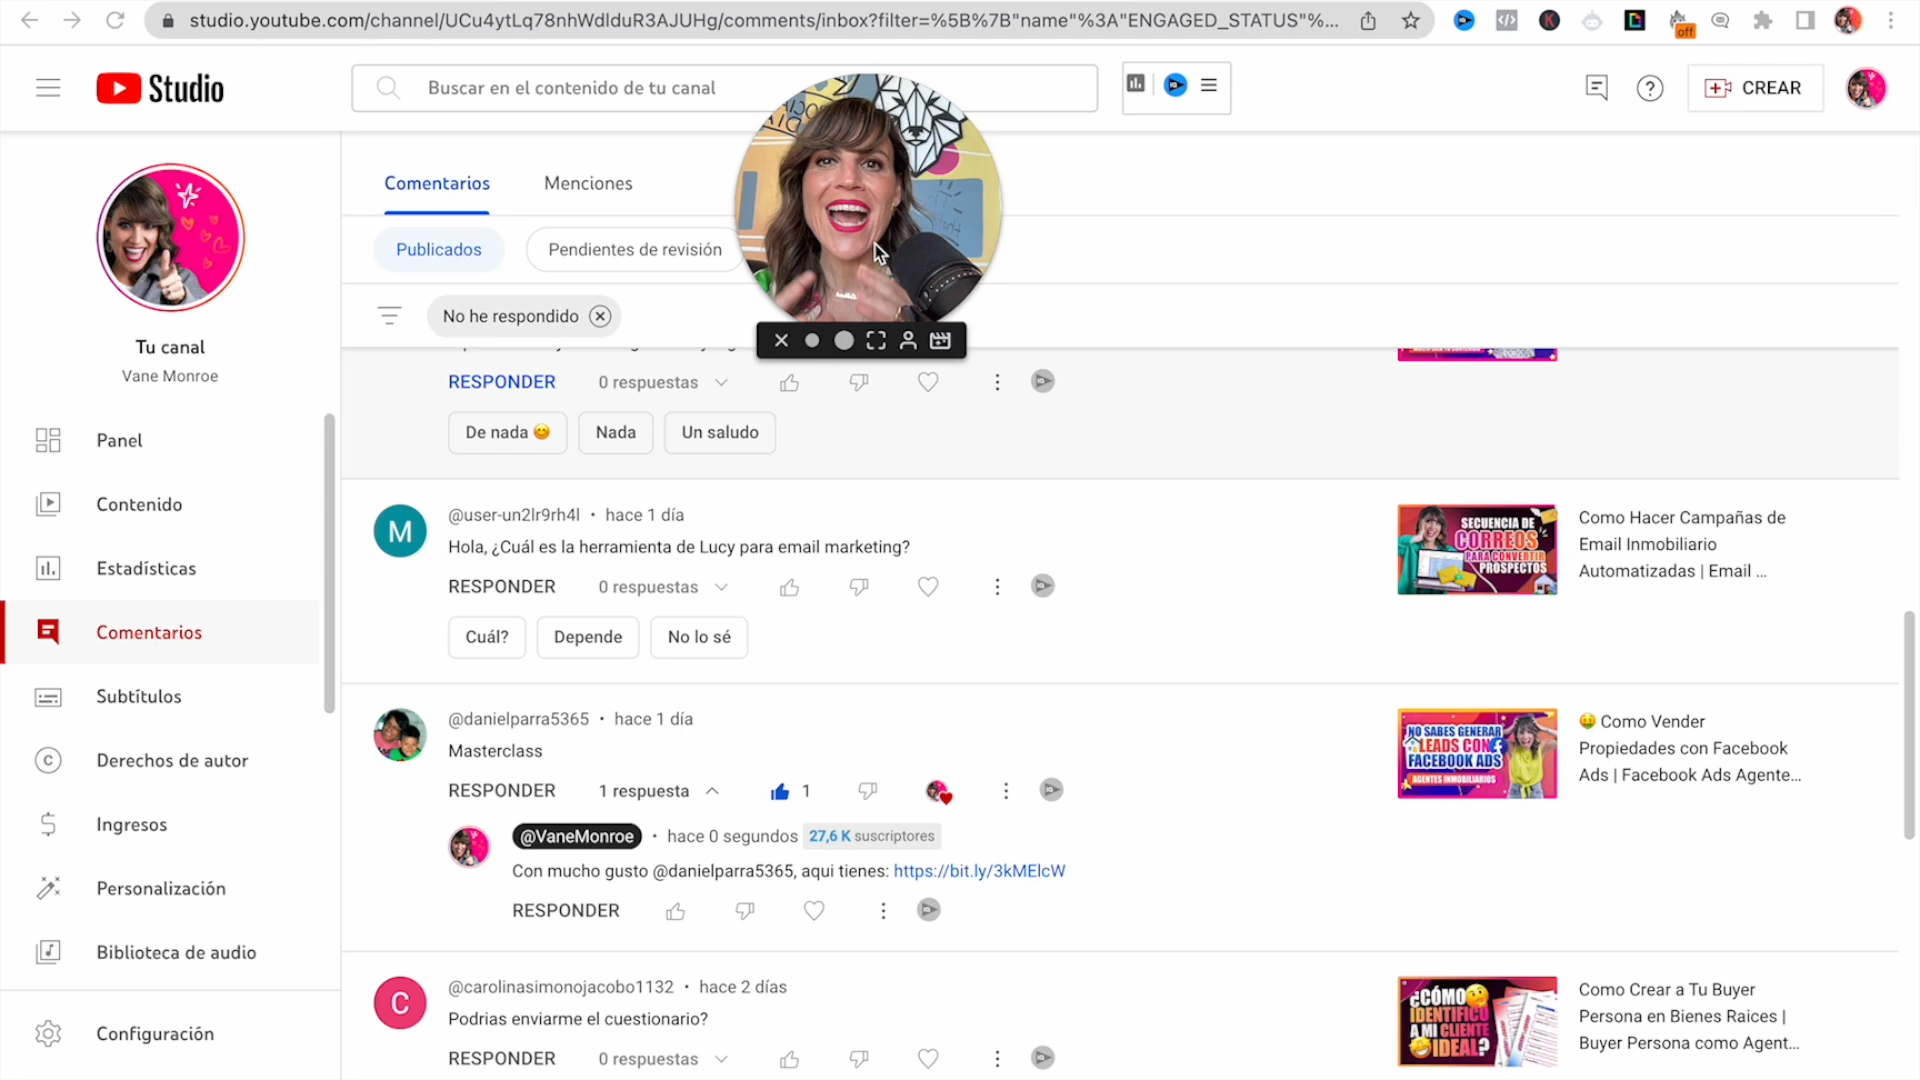 studio.youtube.com/channel/UCu4ytLq78nhWdlduR3AJUHg/comments/inbox?filter=%5B%7B"name"%3A"ENGAGED_STATUS"%...
off
Studio
Buscar en el contenido de tu canal
CREAR
Comentarios
Menciones
Publicados
Pendientes de revisión
No he respondido
Tu canal
Vane Monroe
Panel
Contenido
Estadísticas
Comentarios
Subtítulos
Derechos de autor
Ingresos
Personalización
Biblioteca de audio
Configuración
RESPONDER
0 respuestas
De nada 😊
Nada
Un saludo
M
@user-un2lr9rh4l • hace 1 día
Hola, ¿Cuál es la herramienta de Lucy para email marketing?
RESPONDER
0 respuestas
Cuál?
Depende
No lo sé
SECUENCIA DE
CORREOS
PARA CONVERTIR
PROSPECTOS
Como Hacer Campañas de
Email Inmobiliario
Automatizadas | Email ...
@danielparra5365 • hace 1 día
Masterclass
RESPONDER
1 respuesta
1
@VaneMonroe • hace 0 segundos 27,6 K suscriptores
Con mucho gusto @danielparra5365, aqui tienes: https://bit.ly/3kMElcW
RESPONDER
NO SABES GENERAR
LEADS CON
FACEBOOK ADS
AGENTES INMOBILIARIOS
🤑 Como Vender
Propiedades con Facebook
Ads | Facebook Ads Agente...
C
@carolinasimonojacobo1132 • hace 2 días
Podrias enviarme el cuestionario?
RESPONDER
0 respuestas
¿CÓMO
IDENTIFICO
A MI CLIENTE
IDEAL?
Como Crear a Tu Buyer
Persona en Bienes Raices |
Buyer Persona como Agent...